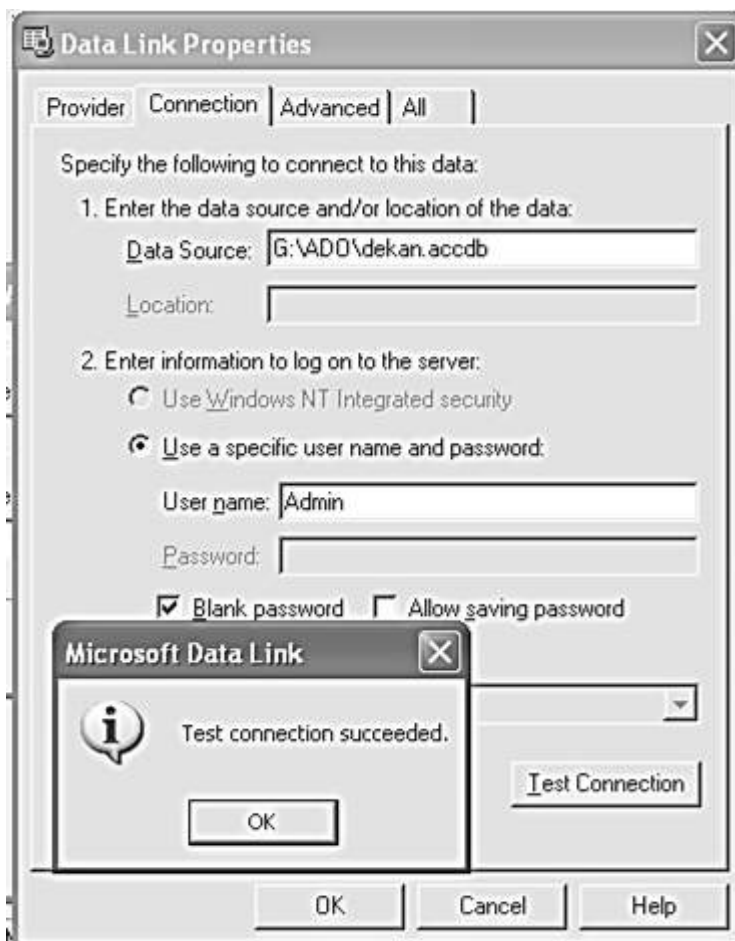 Data Link Properties
Provider Connection Advanced All
Specify the following to connect to this data:
1. Enter the data source and/or location of the data:
Data Source: G:\ADO\dekan.accdb
Location:
2. Enter information to log on to the server:
Use Windows NT Integrated security
Use a specific user name and password:
User name: Admin
Password:
Blank password Allow saving password
Microsoft Data Link
Test connection succeeded.
OK
Test Connection
OK Cancel Help